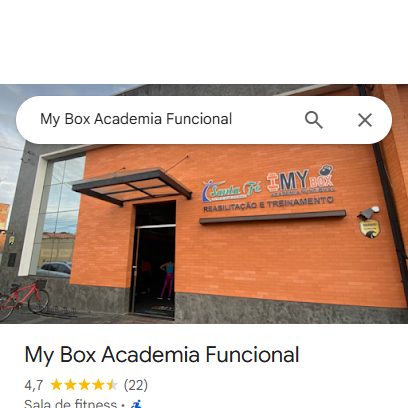 My Box Academia Funcional
Santa Fé
MY BOX
REABILITAÇÃO E TREINAMENTO
My Box Academia Funcional
4,7 (22)
Sala de fitness ·